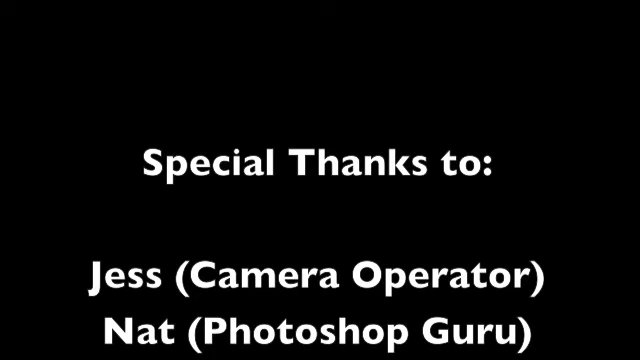 Special Thanks to:
Jess (Camera Operator)
Nat (Photoshop Guru)